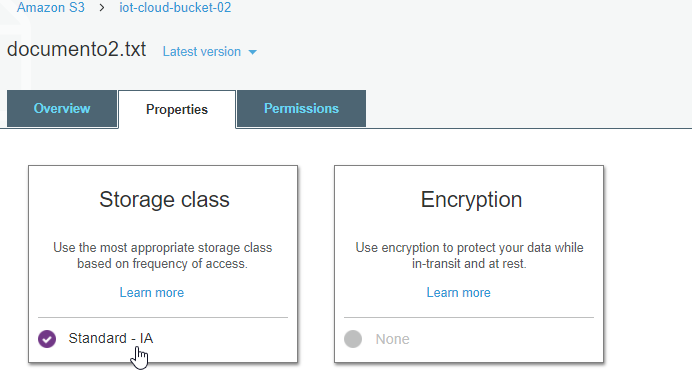 Amazon S3 > iot-cloud-bucket-02
documento2.txt Latest version
Overview Properties Permissions
Storage class
Use the most appropriate storage class
based on frequency of access.
Learn more
Standard - IA
Encryption
Use encryption to protect your data while
in-transit and at rest.
Learn more
None